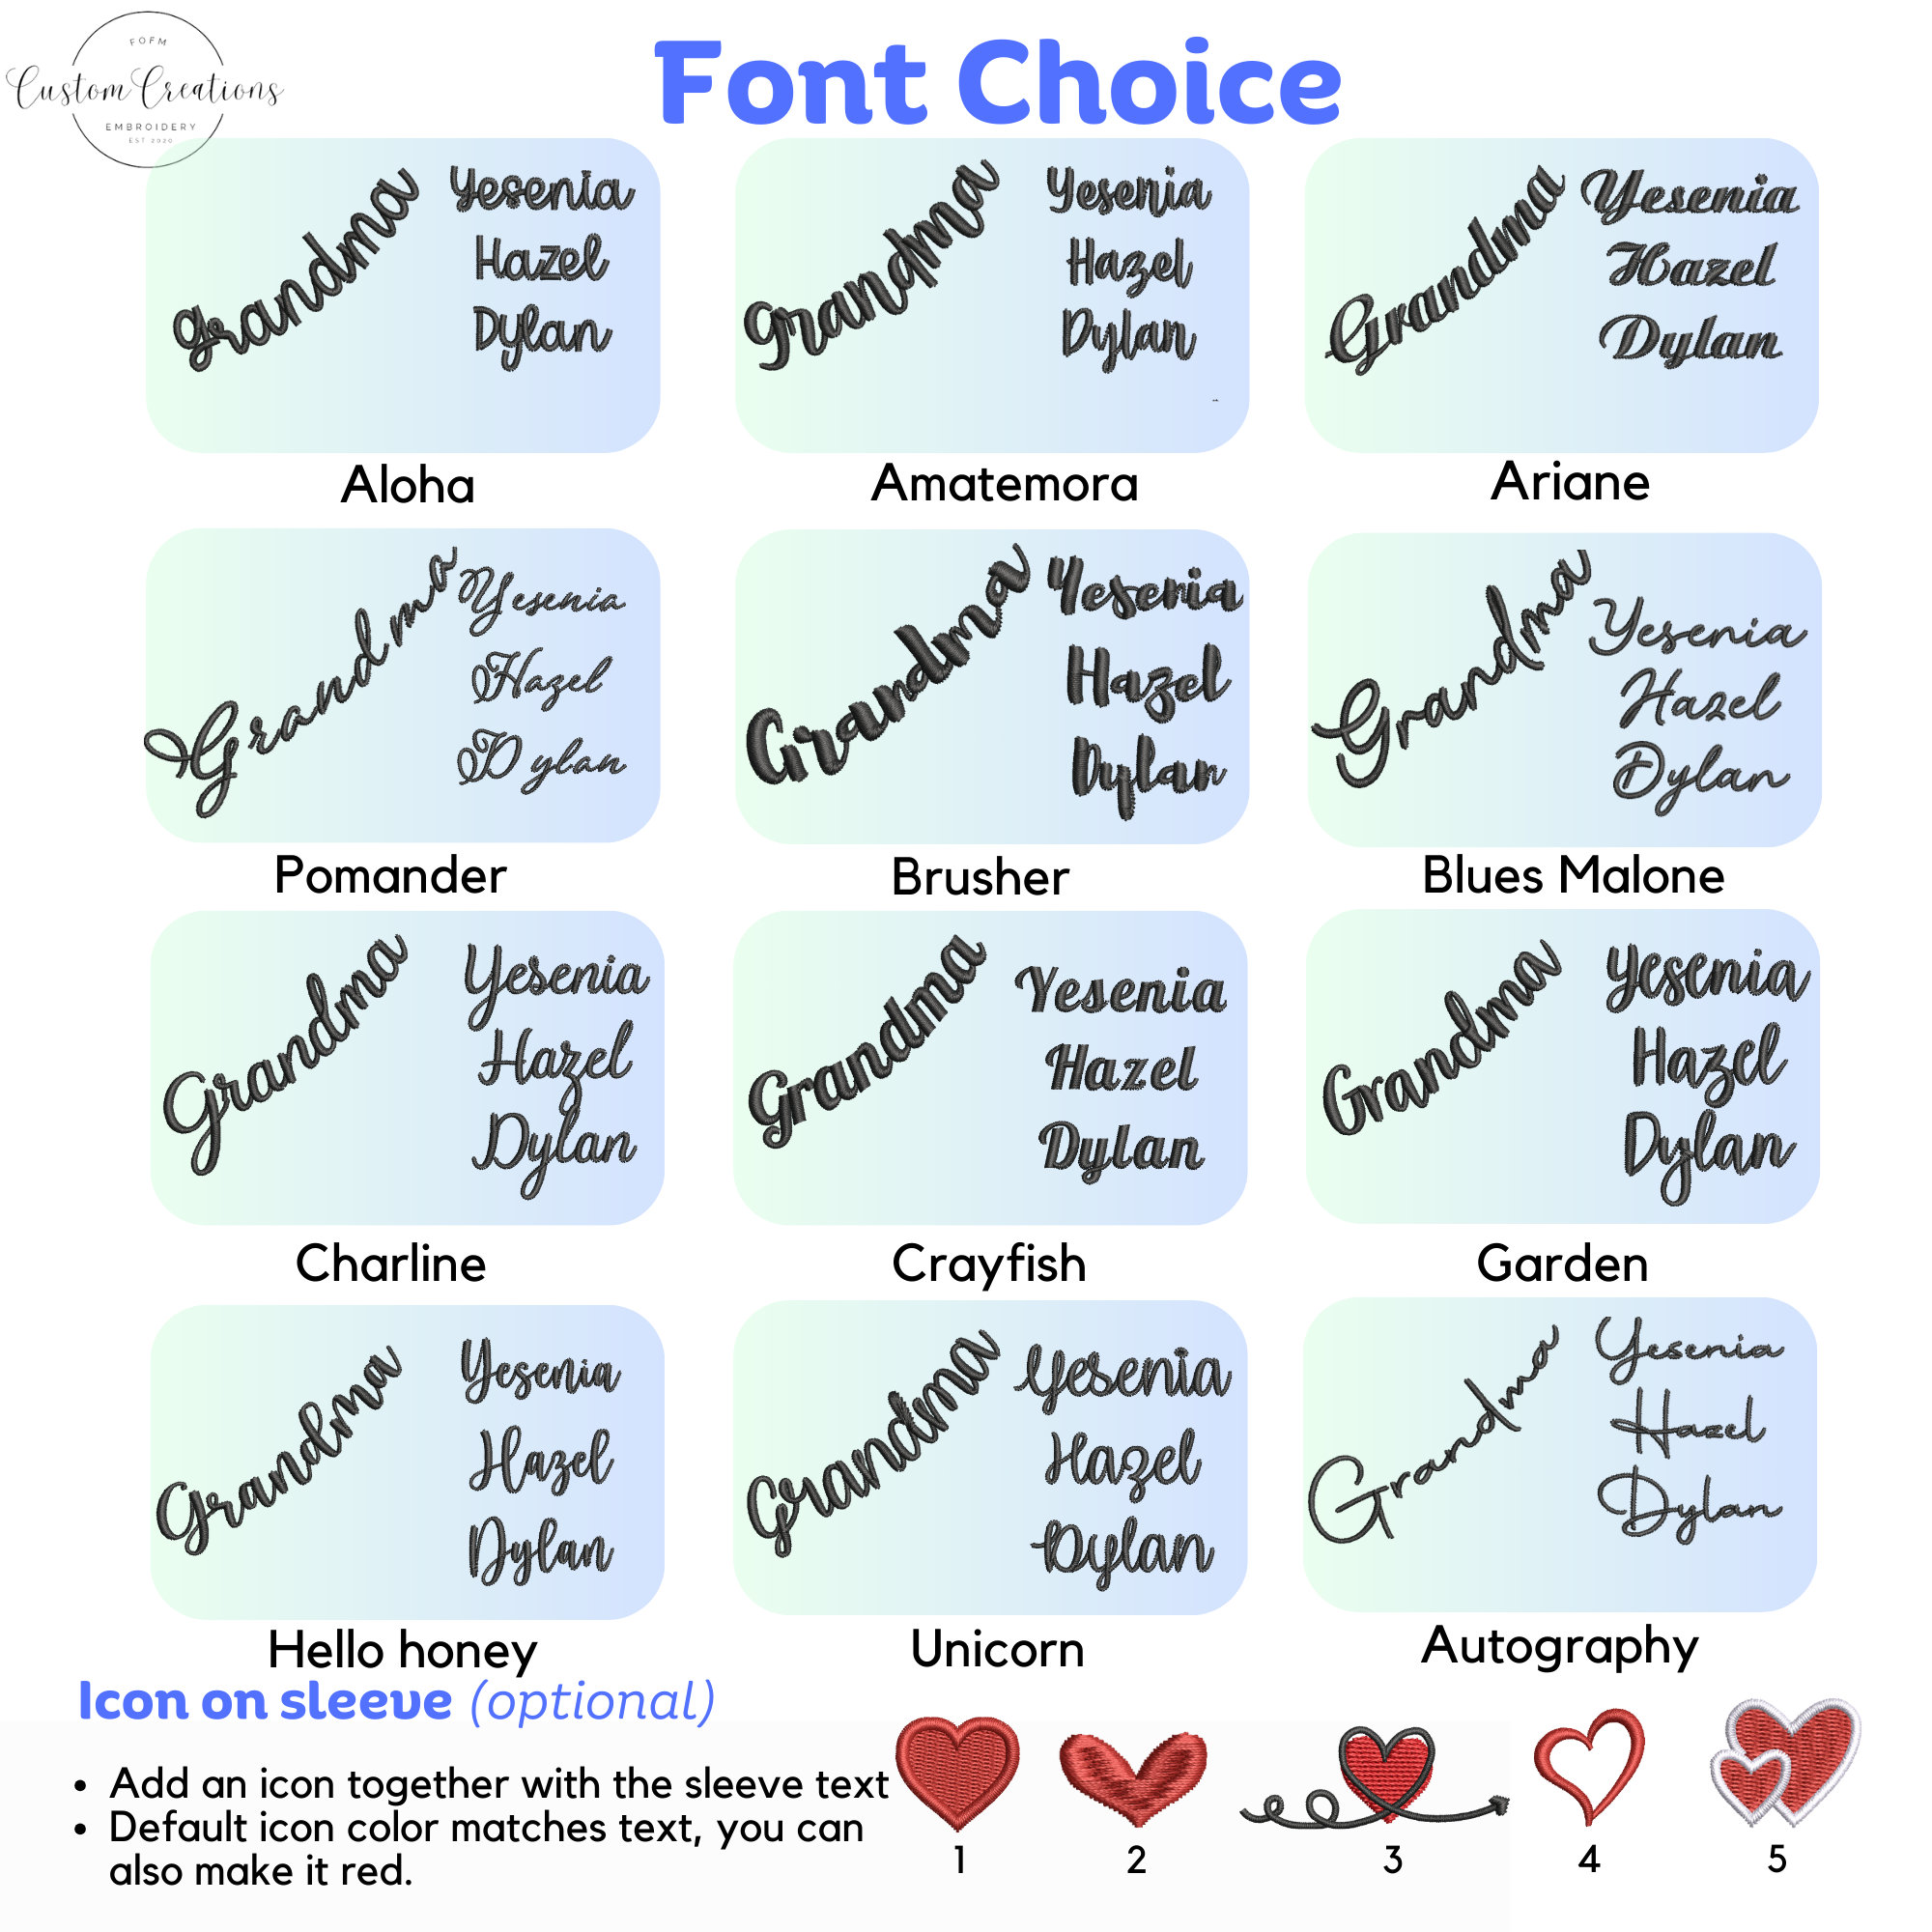 FOFM
Custom Creations
EMBROIDERY
EST 2020
Font Choice
Grandma
Yesenia
Hazel
Dylan
Aloha
Grandma
Yesenia
Hazel
Dylan
Amatemora
Grandma
Yesenia
Hazel
Dylan
Ariane
Grandma
Yesenia
Hazel
Dylan
Pomander
Grandma
Yesenia
Hazel
Dylan
Brusher
Grandma
Yesenia
Hazel
Dylan
Blues Malone
Grandma
Yesenia
Hazel
Dylan
Charline
Grandma
Yesenia
Hazel
Dylan
Crayfish
Grandma
Yesenia
Hazel
Dylan
Garden
Grandma
Yesenia
Hazel
Dylan
Hello honey
Grandma
Yesenia
Hazel
Dylan
Unicorn
Grandma
Yesenia
Hazel
Dylan
Autography
Icon on sleeve (optional)
• Add an icon together with the sleeve text
• Default icon color matches text, you can
also make it red.
1
2
3
4
5